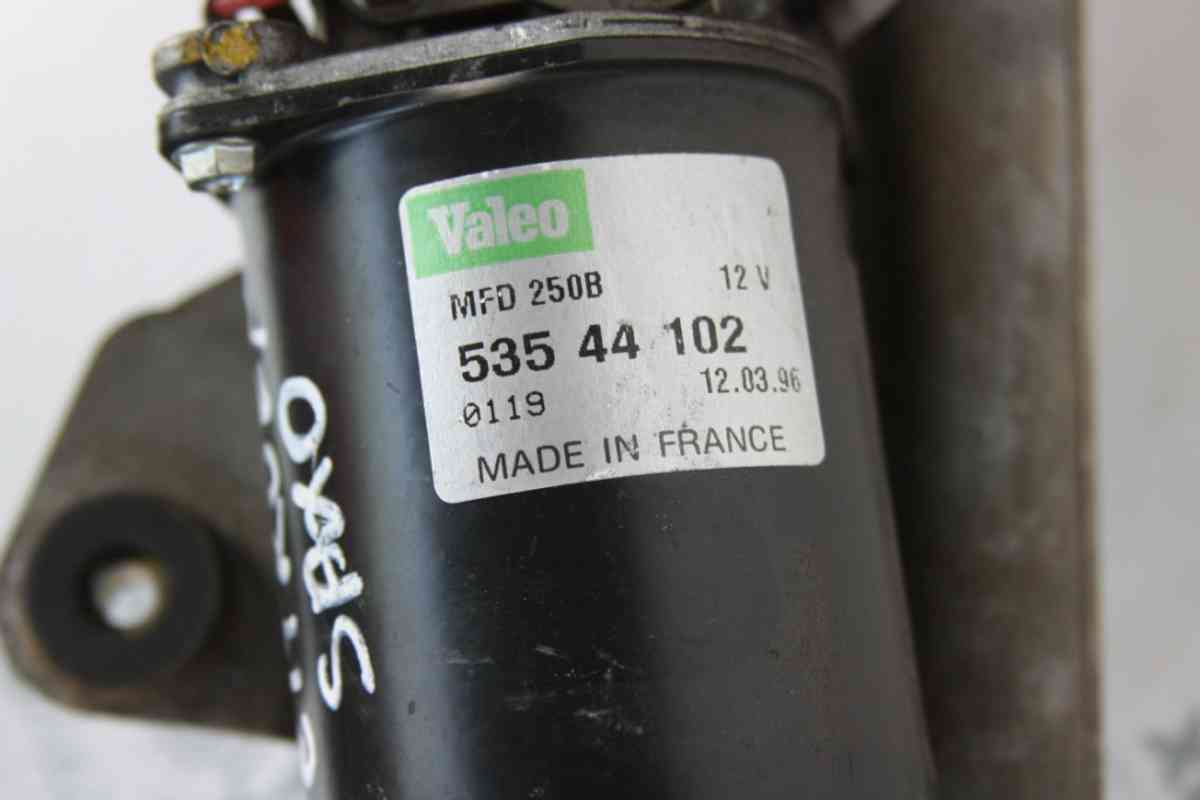 Valeo
MFD 250B 12 V
535 44 102
0119 12.03.96
MADE IN FRANCE